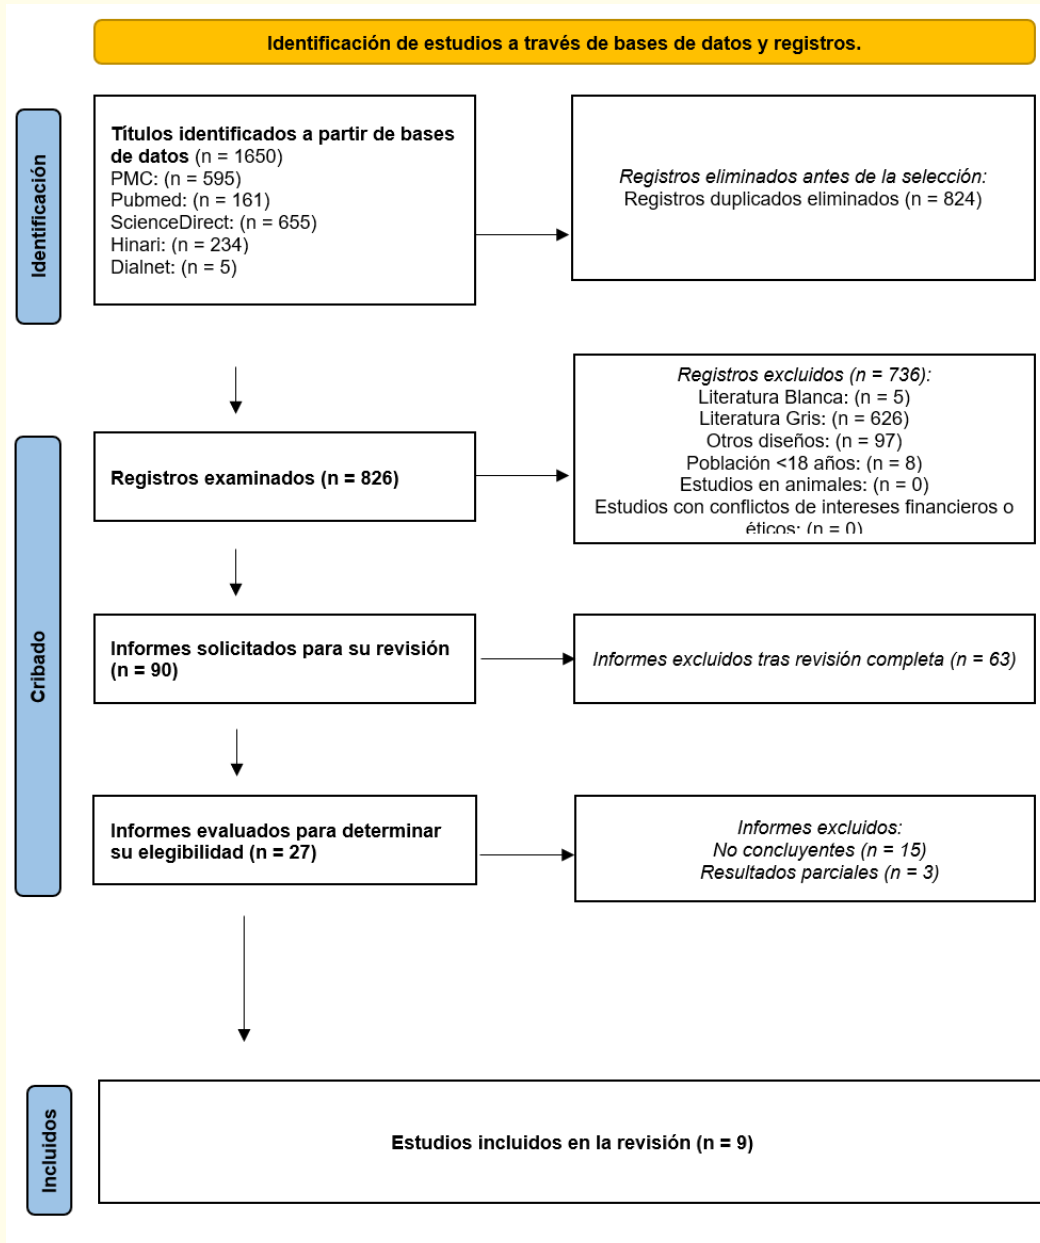 Identificación de estudios a través de bases de datos y registros.
Identificación
Títulos identificados a partir de bases
de datos (n = 1650)
PMC: (n = 595)
Pubmed: (n = 161)
ScienceDirect: (n = 655)
Hinari: (n = 234)
Dialnet: (n = 5)
Registros eliminados antes de la selección:
Registros duplicados eliminados (n = 824)
Cribado
Registros examinados (n = 826)
Registros excluidos (n = 736):
Literatura Blanca: (n = 5)
Literatura Gris: (n = 626)
Otros diseños: (n = 97)
Población <18 años: (n = 8)
Estudios en animales: (n = 0)
Estudios con conflictos de intereses financieros o
éticos: (n = 0)
Informes solicitados para su revisión
(n = 90)
Informes excluidos tras revisión completa (n = 63)
Informes evaluados para determinar
su elegibilidad (n = 27)
Informes excluidos:
No concluyentes (n = 15)
Resultados parciales (n = 3)
Incluidos
Estudios incluidos en la revisión (n = 9)